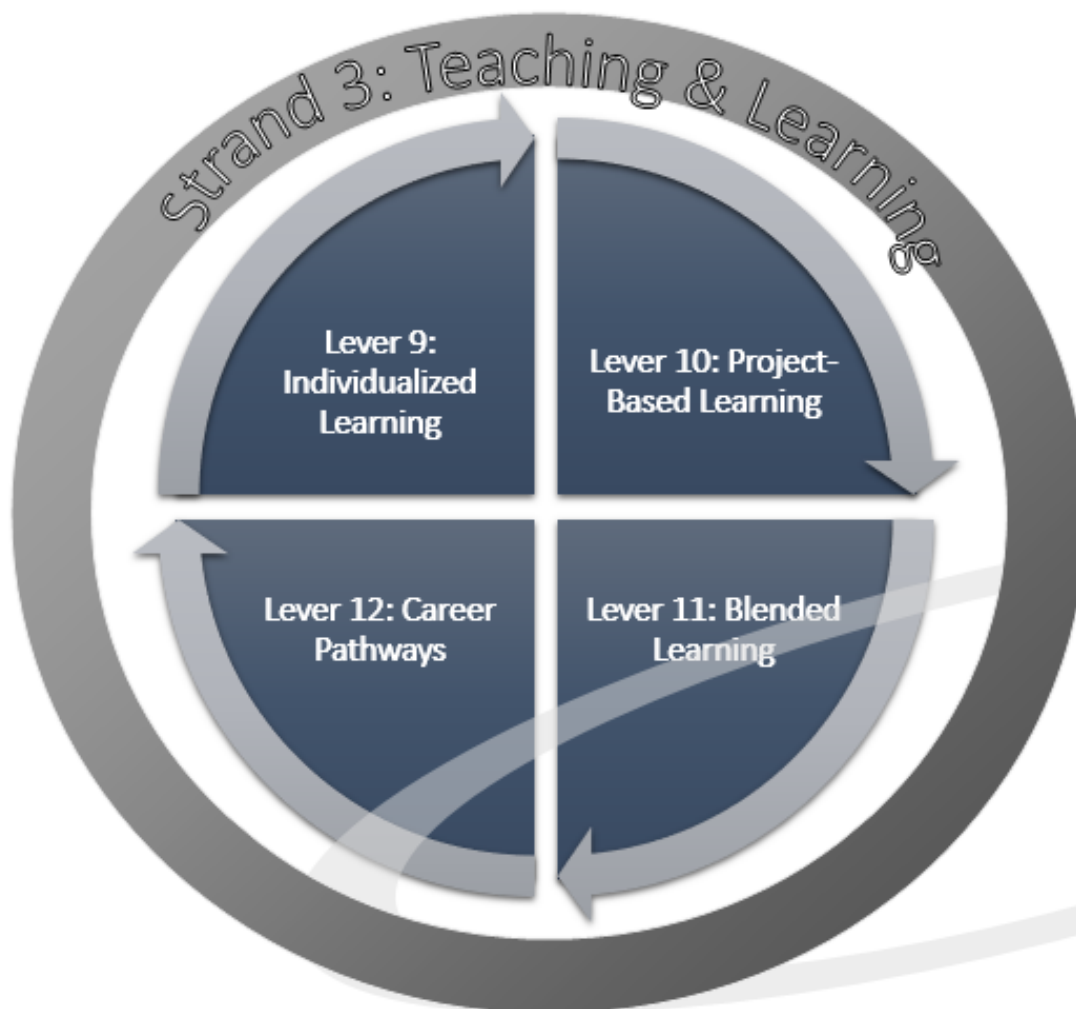 Strand 3: Teaching & Learning
Lever 9:
Individualized
Learning
Lever 10: Project-
Based Learning
Lever 12: Career
Pathways
Lever 11: Blended
Learning